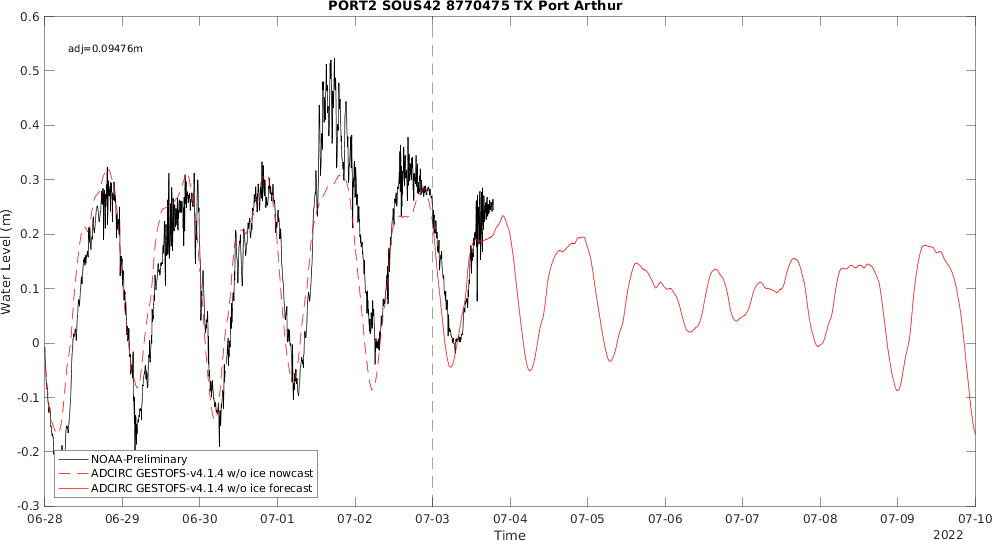 PORT2 SOUS42 8770475 TX Port Arthur
adj=0.09476m
0.6
0.5
0.4
0.3
0.2
0.1
0
-0.1
-0.2
-0.3
Water Level (m)
NOAA-Preliminary
ADCIRC GESTOFS-v4.1.4 w/o ice nowcast
ADCIRC GESTOFS-v4.1.4 w/o ice forecast
06-28 06-29 06-30 07-01 07-02 07-03 07-04 07-05 07-06 07-07 07-08 07-09 07-10
Time
2022